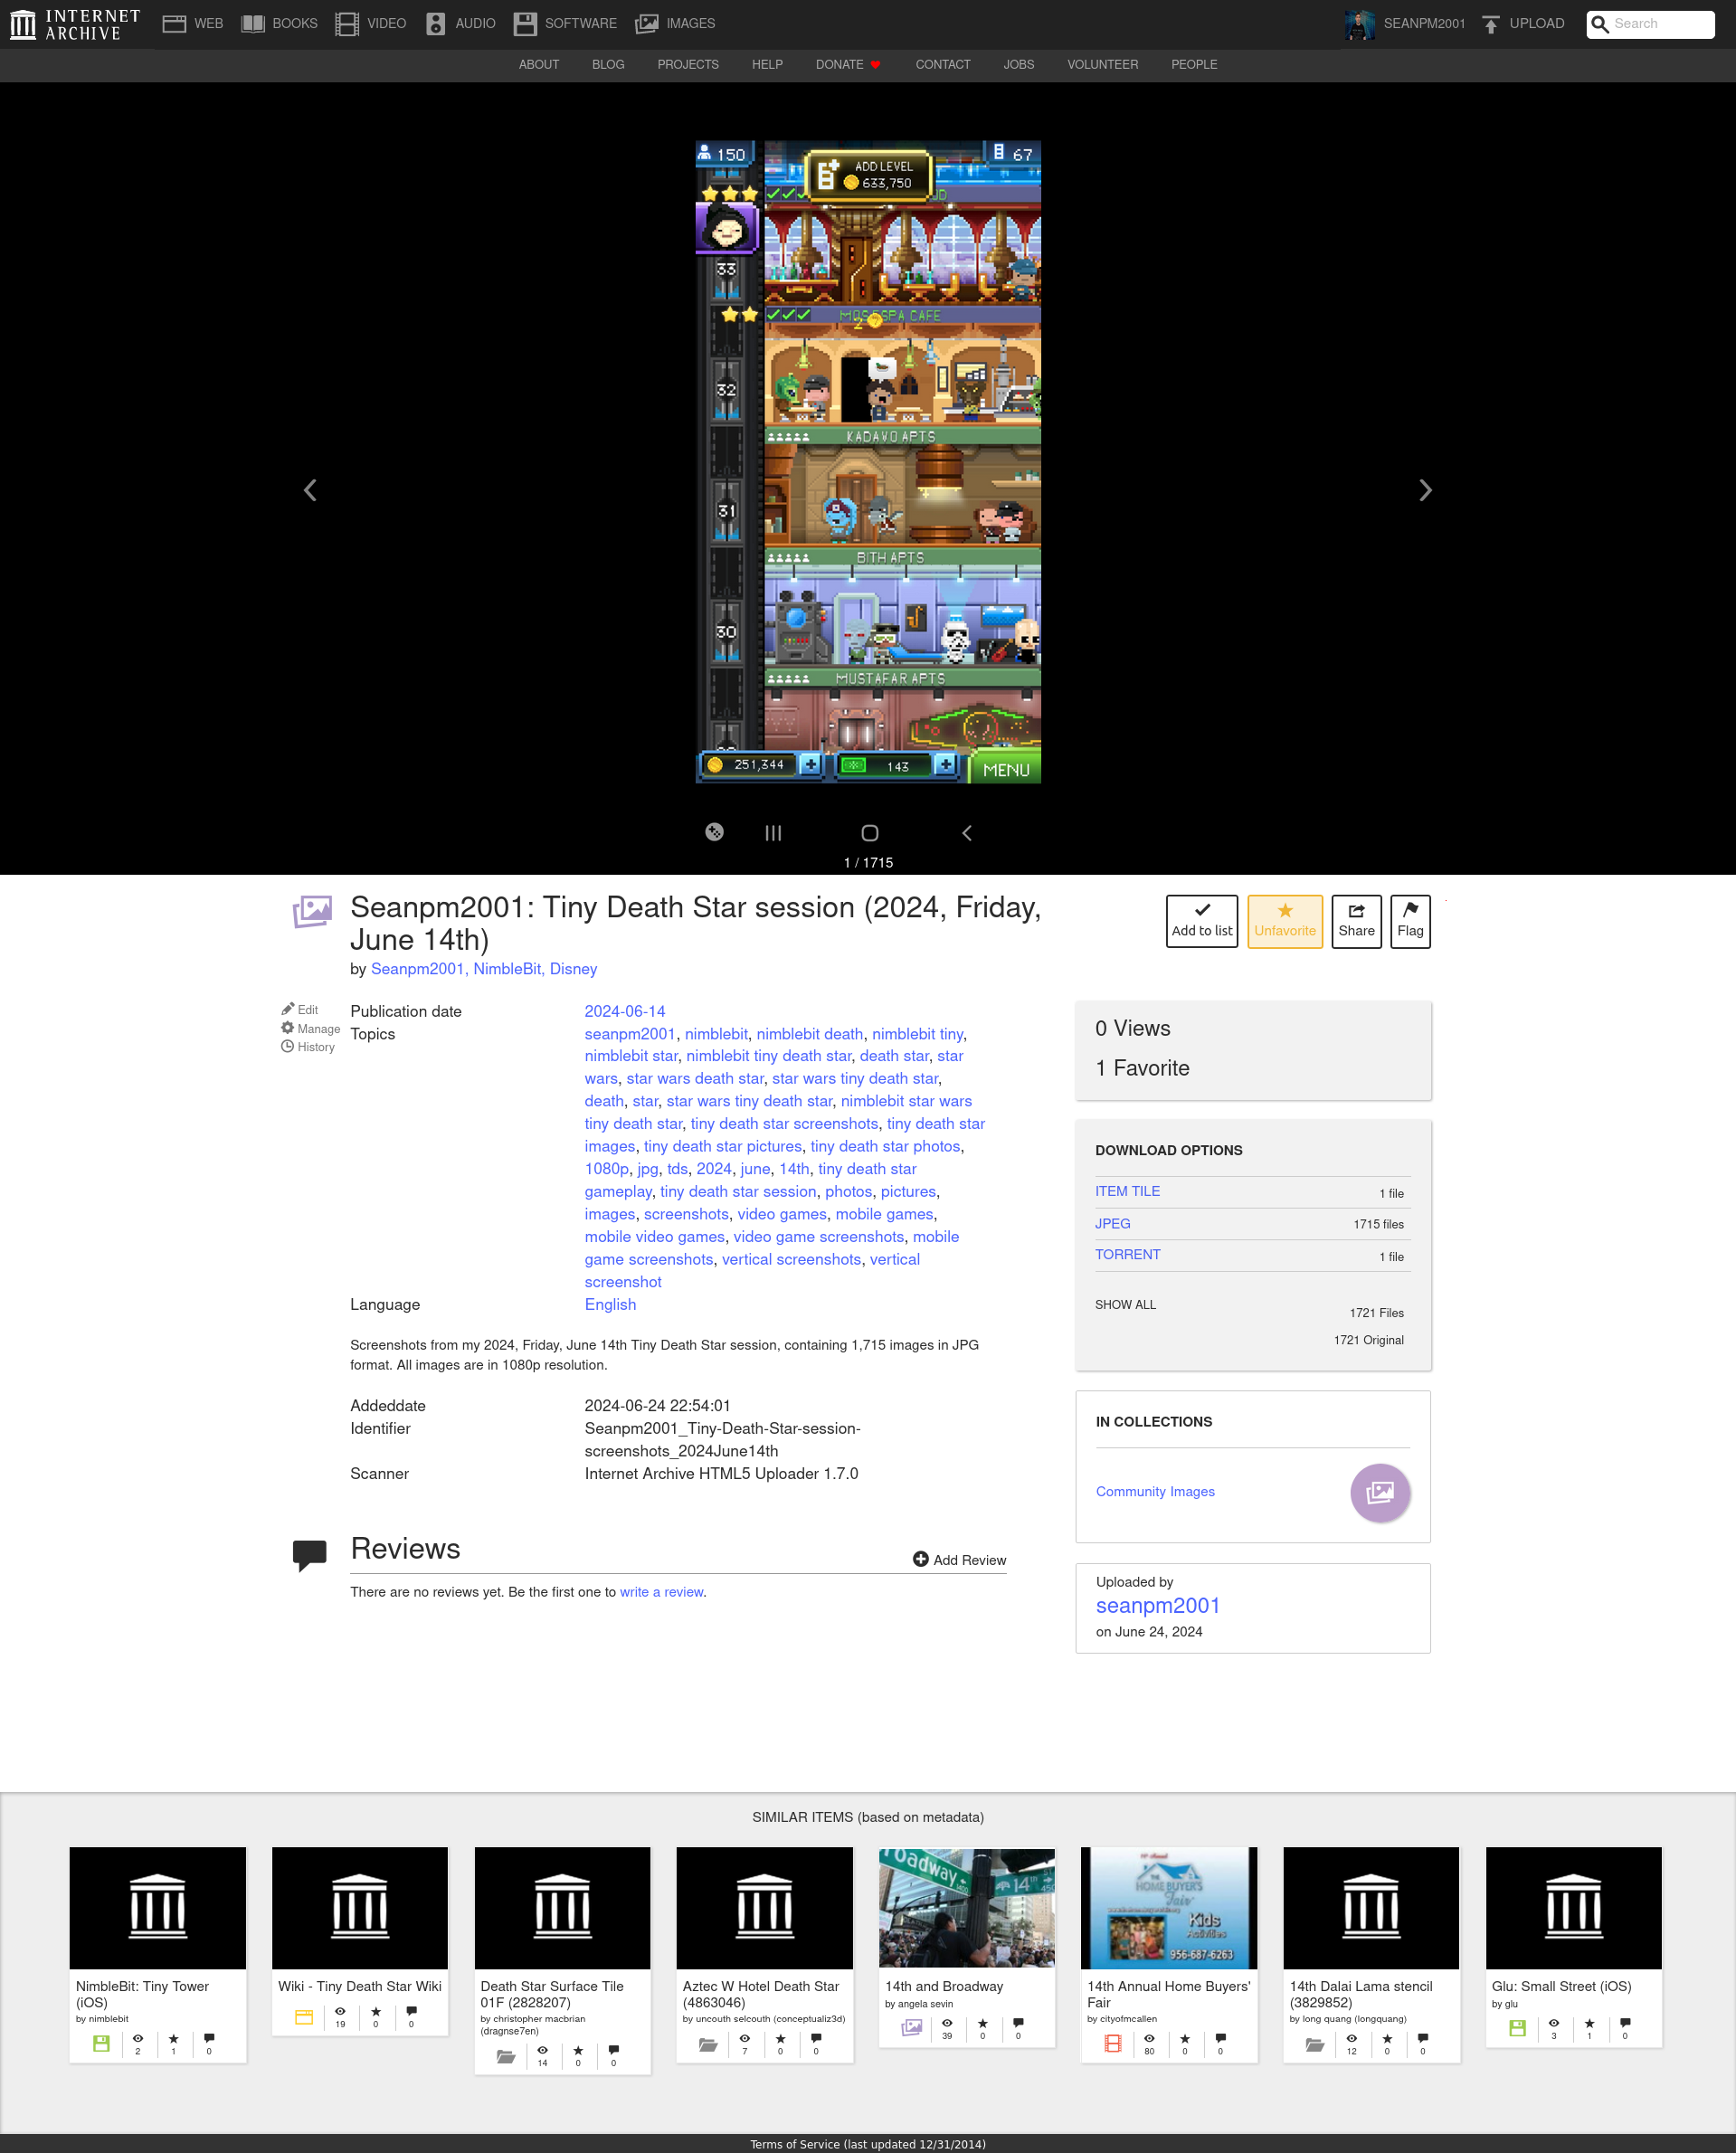 INTERNET ARCHIVE
WEB
BOOKS
VIDEO
AUDIO
SOFTWARE
IMAGES
SEANPM2001
UPLOAD
Search
ABOUT
BLOG
PROJECTS
HELP
DONATE
CONTACT
JOBS
VOLUNTEER
PEOPLE
150
ADD LEVEL
633,750
67
33
MOS ESPA CAFE
2
32
KADAVO APTS
31
BITH APTS
30
MUSTAFAR APTS
251,344
143
MENU
1 / 1715
Seanpm2001: Tiny Death Star session (2024, Friday,
June 14th)
by Seanpm2001, NimbleBit, Disney
Add to list
Unfavorite
Share
Flag
Edit
Manage
History
Publication date 2024-06-14
Topics seanpm2001, nimblebit, nimblebit death, nimblebit tiny,
nimblebit star, nimblebit tiny death star, death star, star
wars, star wars death star, star wars tiny death star,
death, star, star wars tiny death star, nimblebit star wars
tiny death star, tiny death star screenshots, tiny death star
images, tiny death star pictures, tiny death star photos,
1080p, jpg, tds, 2024, june, 14th, tiny death star
gameplay, tiny death star session, photos, pictures,
images, screenshots, video games, mobile games,
mobile video games, video game screenshots, mobile
game screenshots, vertical screenshots, vertical
screenshot
Language English
Screenshots from my 2024, Friday, June 14th Tiny Death Star session, containing 1,715 images in JPG
format. All images are in 1080p resolution.
Addeddate 2024-06-24 22:54:01
Identifier Seanpm2001_Tiny-Death-Star-session-
screenshots_2024June14th
Scanner Internet Archive HTML5 Uploader 1.7.0
Reviews
Add Review
There are no reviews yet. Be the first one to write a review.
0 Views
1 Favorite
DOWNLOAD OPTIONS
ITEM TILE 1 file
JPEG 1715 files
TORRENT 1 file
SHOW ALL 1721 Files
1721 Original
IN COLLECTIONS
Community Images
Uploaded by
seanpm2001
on June 24, 2024
SIMILAR ITEMS (based on metadata)
NimbleBit: Tiny Tower
(iOS)
by nimblebit
2 1 0
Wiki - Tiny Death Star Wiki
19 0 0
Death Star Surface Tile
01F (2828207)
by christopher macbrian
(dragnse7en)
14 0 0
Aztec W Hotel Death Star
(4863046)
by uncouth selcouth (conceptualiz3d)
7 0 0
roadway
14th
14th and Broadway
by angela sevin
39 0 0
HOME BUYER'S
Fair
Kids
Activities
956-687-6263
14th Annual Home Buyers'
Fair
by cityofmcallen
80 0 0
14th Dalai Lama stencil
(3829852)
by long quang (longquang)
12 0 0
Glu: Small Street (iOS)
by glu
3 1 0
Terms of Service (last updated 12/31/2014)